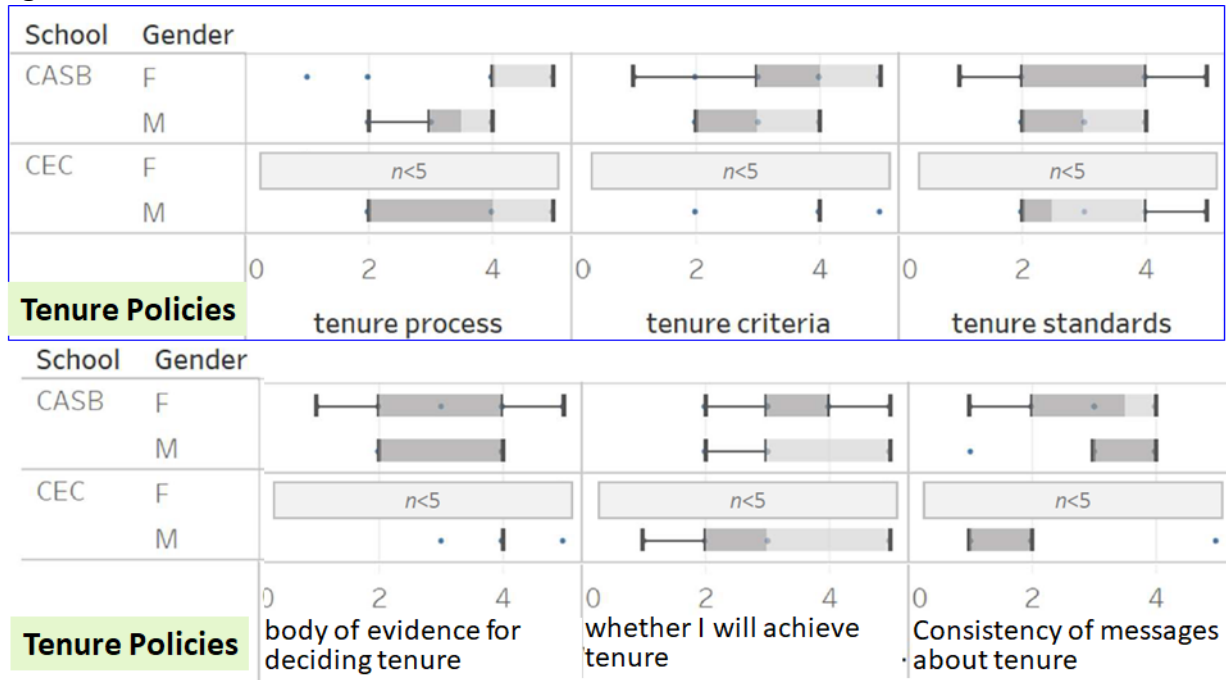 School Gender
CASB F
M
CEC F n<5 n<5 n<5
M
0 2 4 0 2 4 0 2 4
Tenure Policies tenure process tenure criteria tenure standards
School Gender
CASB F
M
CEC F n<5 n<5 n<5
M
0 2 4 0 2 4 0 2 4
Tenure Policies
body of evidence for
deciding tenure
whether I will achieve
tenure
Consistency of messages
about tenure